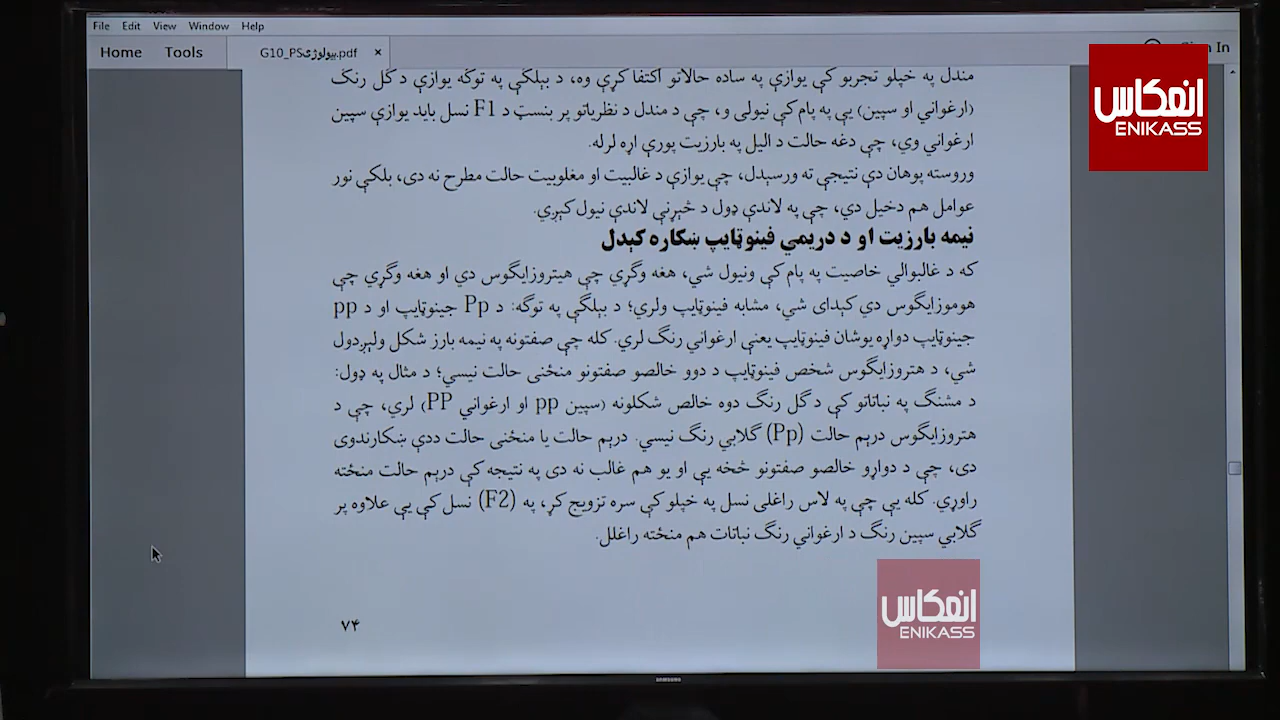 File Edit View Window Help
Home Tools G10_PSبیولوژی.pdf × Sign In
انعکاس
ENIKASS
مندل په خپلو تجربو کې یوازې په ساده حالاتو اکتفا کړې وه، د بېلګې په توګه یوازې د ګل رنګ
(ارغواني او سپین) یې په پام کې نیولی و، چې د مندل د نظریاتو پر بنسټ د F1 نسل باید یوازې سپین
ارغواني وي، چې دغه حالت د الیل په بارزیت پورې اړه لرله.
وروسته پوهان دې نتیجې ته ورسېدل، چې یوازې د غالبیت او مغلوبیت حالت مطرح نه دی، بلکې نور
عوامل هم دخیل دي، چې په لاندې ډول د څېړنې لاندې نیول کېږي.
نیمه بارزیت او د دریمي فینوټایپ ښکاره کېدل
که د غالبوالي خاصیت په پام کې ونیول شي، هغه وګړي چې هیتروزایګوس دي او هغه وګړي چې
هوموزایګوس دي کېدای شي، مشابه فینوټایپ ولري؛ د بېلګې په توګه: د Pp جینوټایپ او د pp
جینوټایپ دواړه یوشان فینوټایپ یعنې ارغواني رنګ لري. کله چې صفتونه په نیمه بارز شکل ولېږدول
شي، د هتروزایګوس شخص فینوټایپ د دوو خالصو صفتونو منځنی حالت نیسي؛ د مثال په ډول:
د مشنګ په نباتاتو کې د ګل رنګ دوه خالص شکلونه (سپین pp او ارغواني PP) لري، چې د
هتروزایګوس درېم حالت (Pp) ګلابي رنګ نیسي. درېم حالت یا منځنی حالت ددې ښکارندوی
دی، چې د دواړو خالصو صفتونو څخه یې او یو هم غالب نه دی په نتیجه کې درېم حالت منځته
راوړي. کله یې چې په لاس راغلی نسل په خپلو کې سره تزویج کړ، په (F2) نسل کې یې علاوه پر
ګلابي سپین رنګ د ارغواني رنګ نباتات هم منځته راغلل.
انعکاس
ENIKASS
۷۴
SAMSUNG